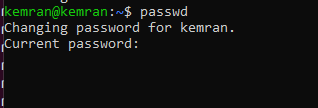 kemran@kemran:~$ passwd
Changing password for kemran.
Current password: